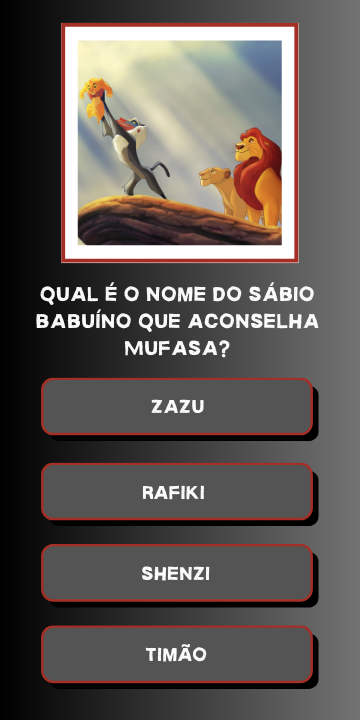 QUAL É O NOME DO SÁBIO
BABUÍNO QUE ACONSELHA
MUFASA?
ZAZU
RAFIKI
SHENZI
TIMÃO